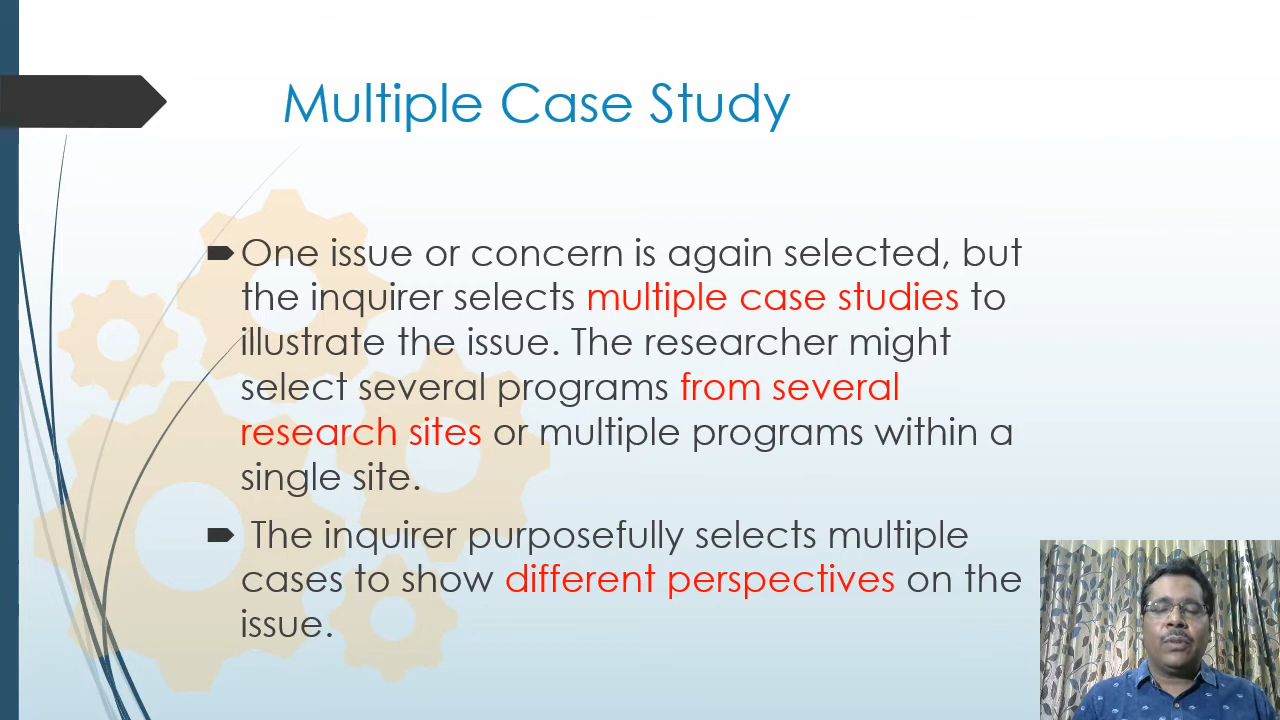 Multiple Case Study
One issue or concern is again selected, but
the inquirer selects multiple case studies to
illustrate the issue. The researcher might
select several programs from several
research sites or multiple programs within a
single site.
The inquirer purposefully selects multiple
cases to show different perspectives on the
issue.